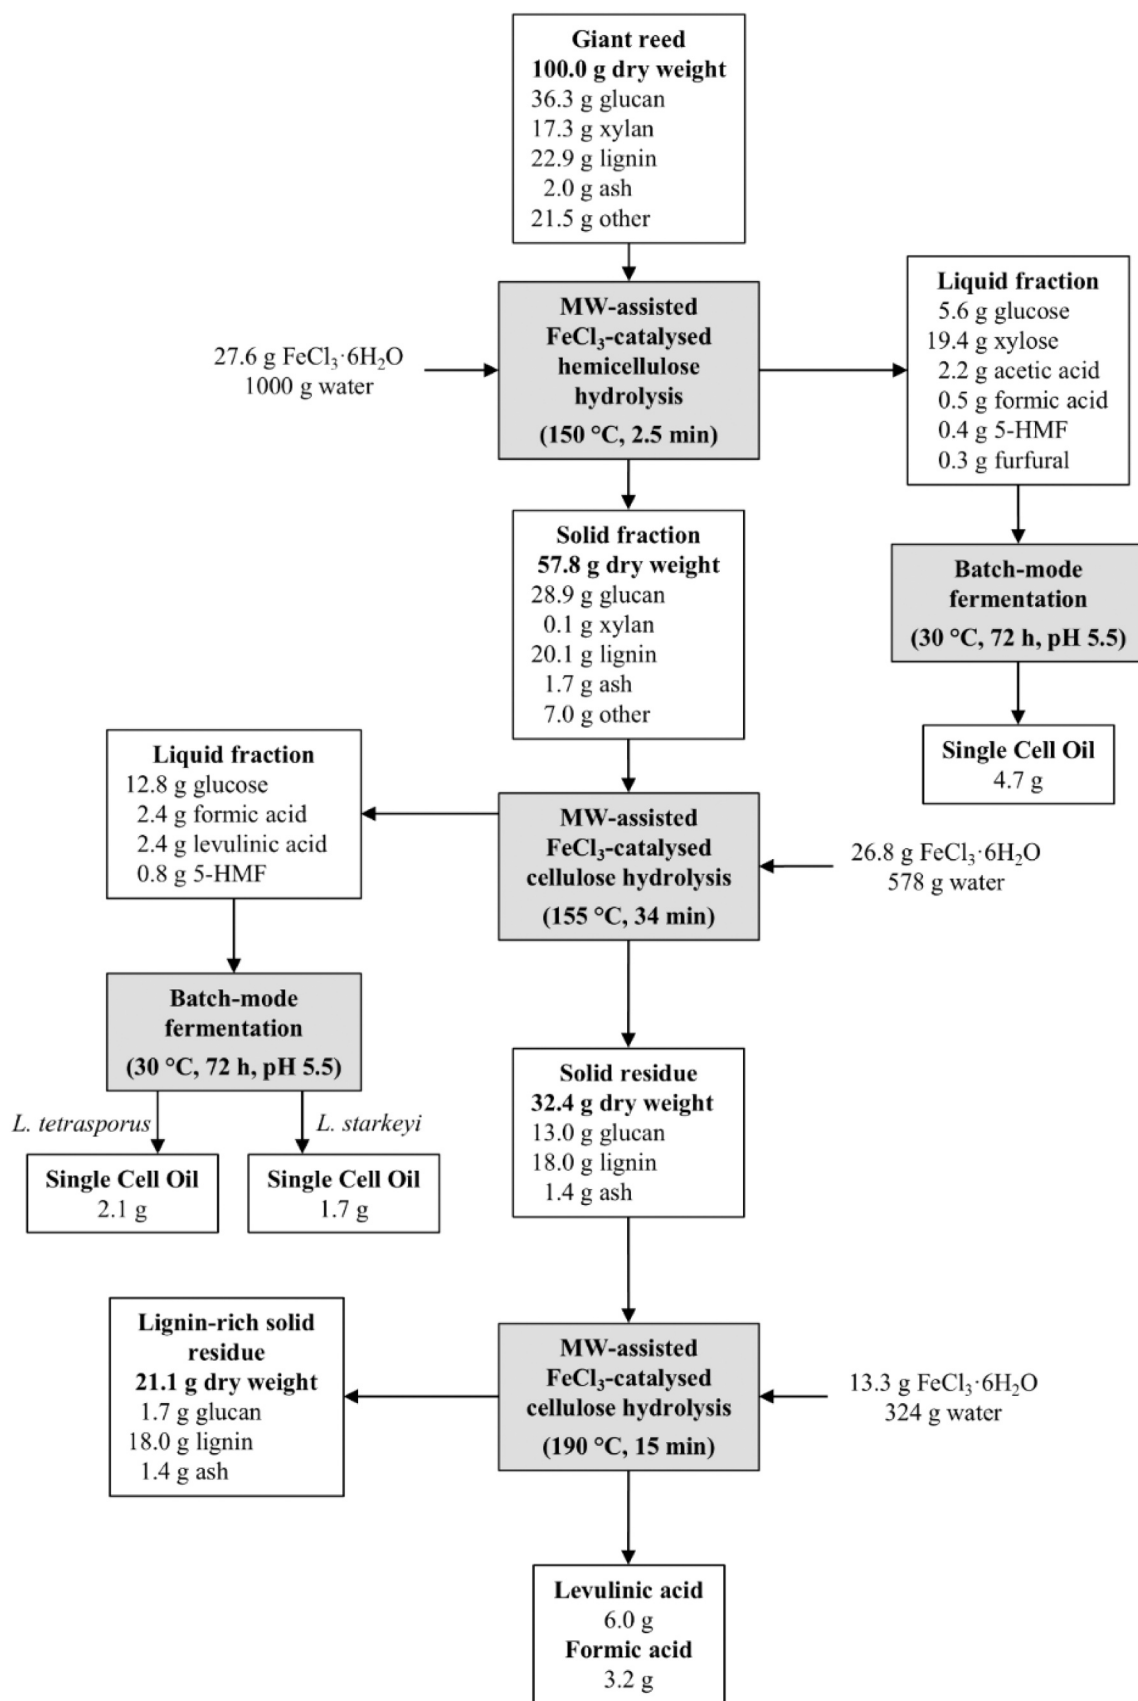 Giant reed
100.0 g dry weight
36.3 g glucan
17.3 g xylan
22.9 g lignin
2.0 g ash
21.5 g other
27.6 g FeCl₃·6H₂O
1000 g water
MW-assisted
FeCl₃-catalysed
hemicellulose
hydrolysis
(150 °C, 2.5 min)
Liquid fraction
5.6 g glucose
19.4 g xylose
2.2 g acetic acid
0.5 g formic acid
0.4 g 5-HMF
0.3 g furfural
Batch-mode
fermentation
(30 °C, 72 h, pH 5.5)
Single Cell Oil
4.7 g
Solid fraction
57.8 g dry weight
28.9 g glucan
0.1 g xylan
20.1 g lignin
1.7 g ash
7.0 g other
MW-assisted
FeCl₃-catalysed
cellulose hydrolysis
(155 °C, 34 min)
26.8 g FeCl₃·6H₂O
578 g water
Liquid fraction
12.8 g glucose
2.4 g formic acid
2.4 g levulinic acid
0.8 g 5-HMF
Batch-mode
fermentation
(30 °C, 72 h, pH 5.5)
L. tetrasporus
L. starkeyi
Single Cell Oil
2.1 g
Single Cell Oil
1.7 g
Solid residue
32.4 g dry weight
13.0 g glucan
18.0 g lignin
1.4 g ash
MW-assisted
FeCl₃-catalysed
cellulose hydrolysis
(190 °C, 15 min)
13.3 g FeCl₃·6H₂O
324 g water
Lignin-rich solid
residue
21.1 g dry weight
1.7 g glucan
18.0 g lignin
1.4 g ash
Levulinic acid
6.0 g
Formic acid
3.2 g